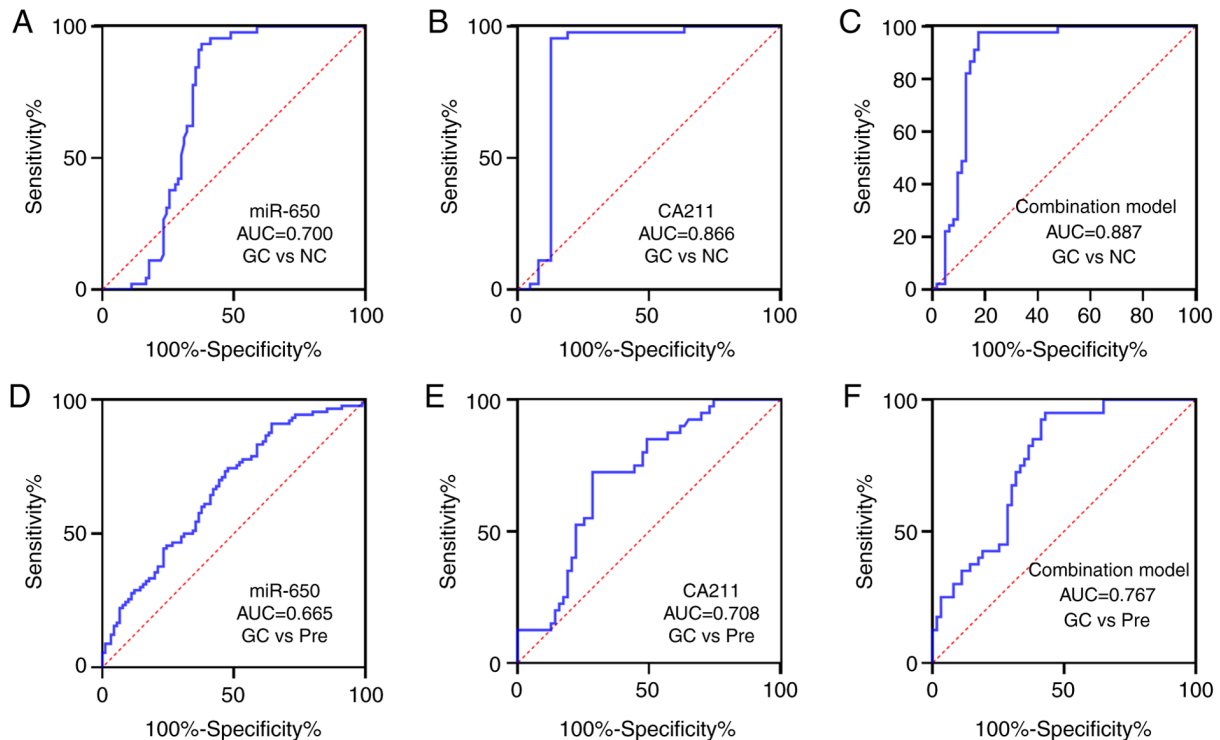 A
Sensitivity%
100
50
0
miR-650
AUC=0.700
GC vs NC
0 50 100
100%-Specificity%
B
Sensitivity%
100
50
0
CA211
AUC=0.866
GC vs NC
0 50 100
100%-Specificity%
C
Sensitivity%
100
80
60
40
20
0
Combination model
AUC=0.887
GC vs NC
0 20 40 60 80 100
100%-Specificity%
D
Sensitivity%
100
50
0
miR-650
AUC=0.665
GC vs Pre
0 50 100
100%-Specificity%
E
Sensitivity%
100
50
0
CA211
AUC=0.708
GC vs Pre
0 50 100
100%-Specificity%
F
Sensitivity%
100
50
0
Combination model
AUC=0.767
GC vs Pre
0 50 100
100%-Specificity%